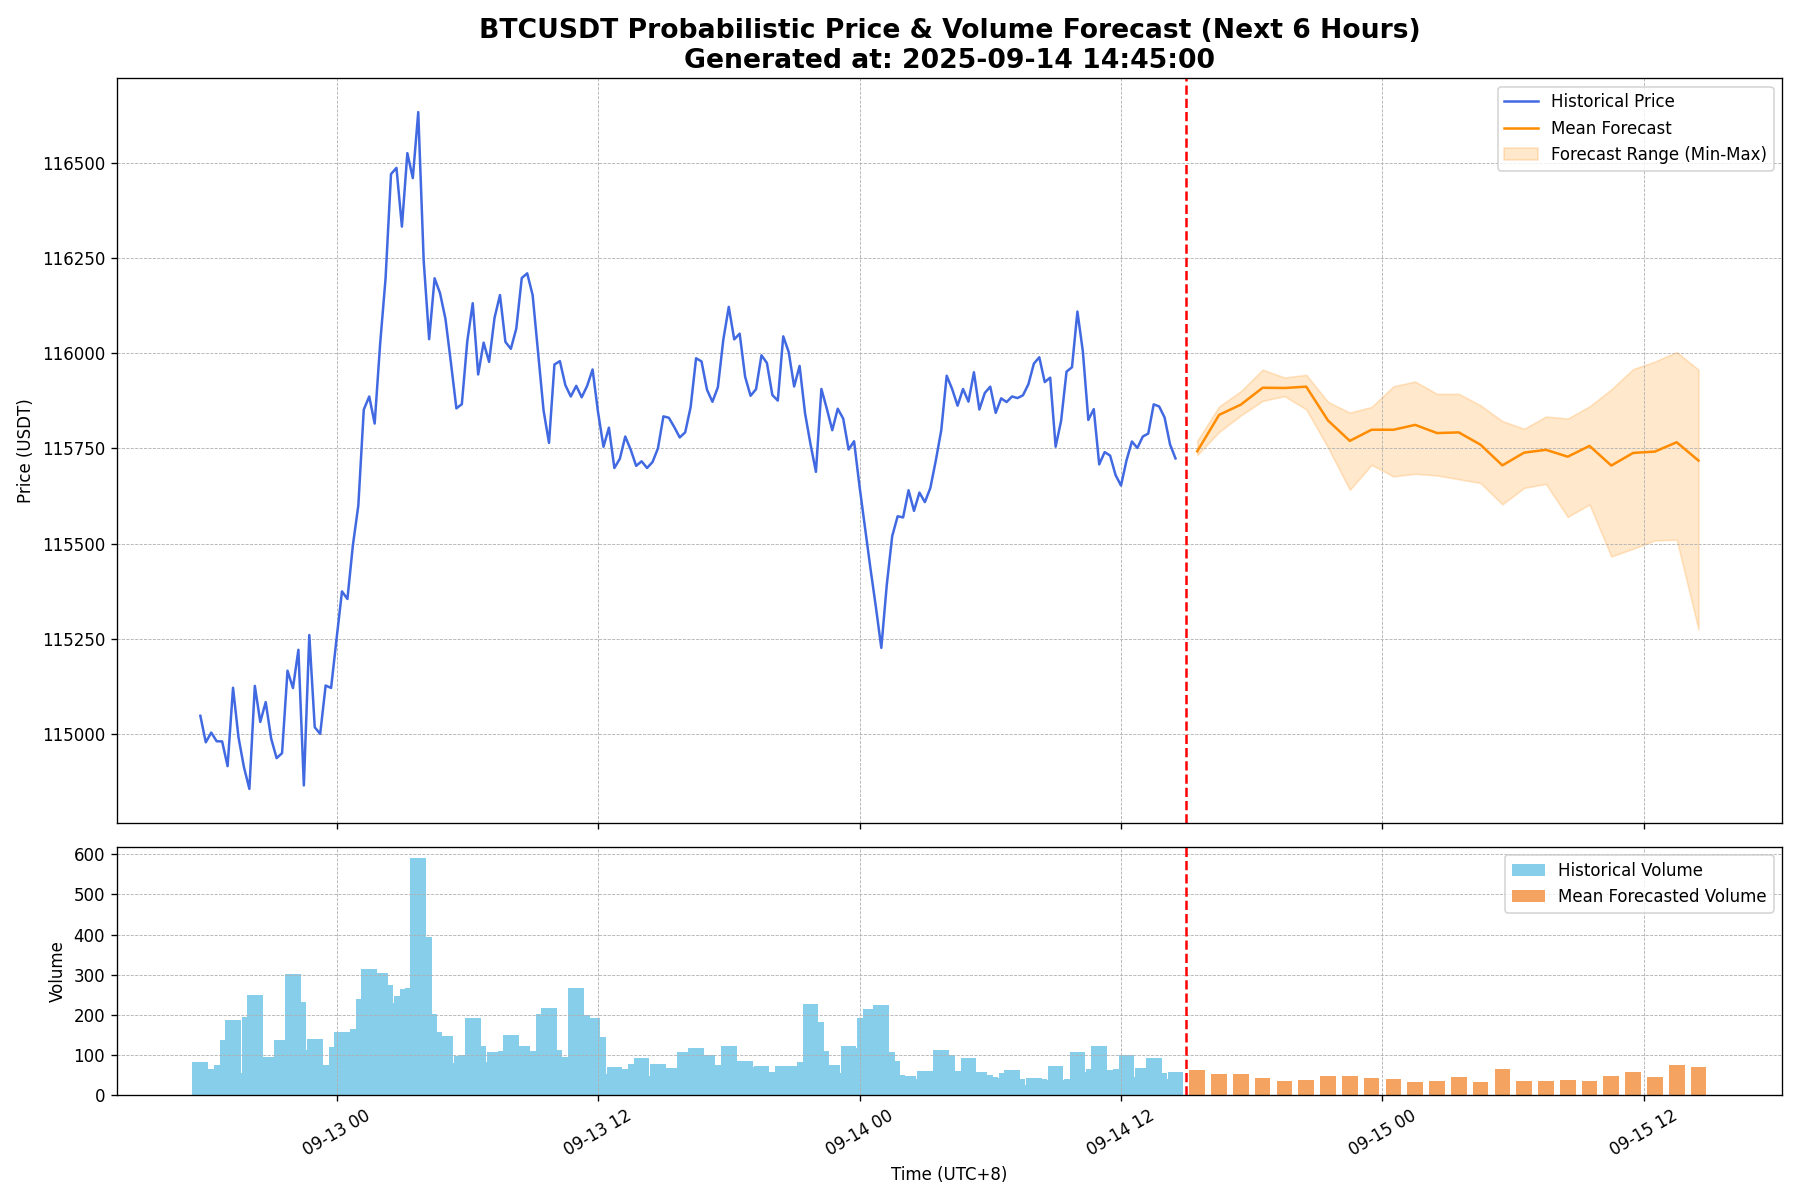 BTCUSDT Probabilistic Price & Volume Forecast (Next 6 Hours)
Generated at: 2025-09-14 14:45:00
Historical Price
Mean Forecast
Forecast Range (Min-Max)
Price (USDT)
116500
116250
116000
115750
115500
115250
115000
Historical Volume
Mean Forecasted Volume
Volume
600
500
400
300
200
100
0
09-13 00
09-13 12
09-14 00
09-14 12
09-15 00
09-15 12
Time (UTC+8)